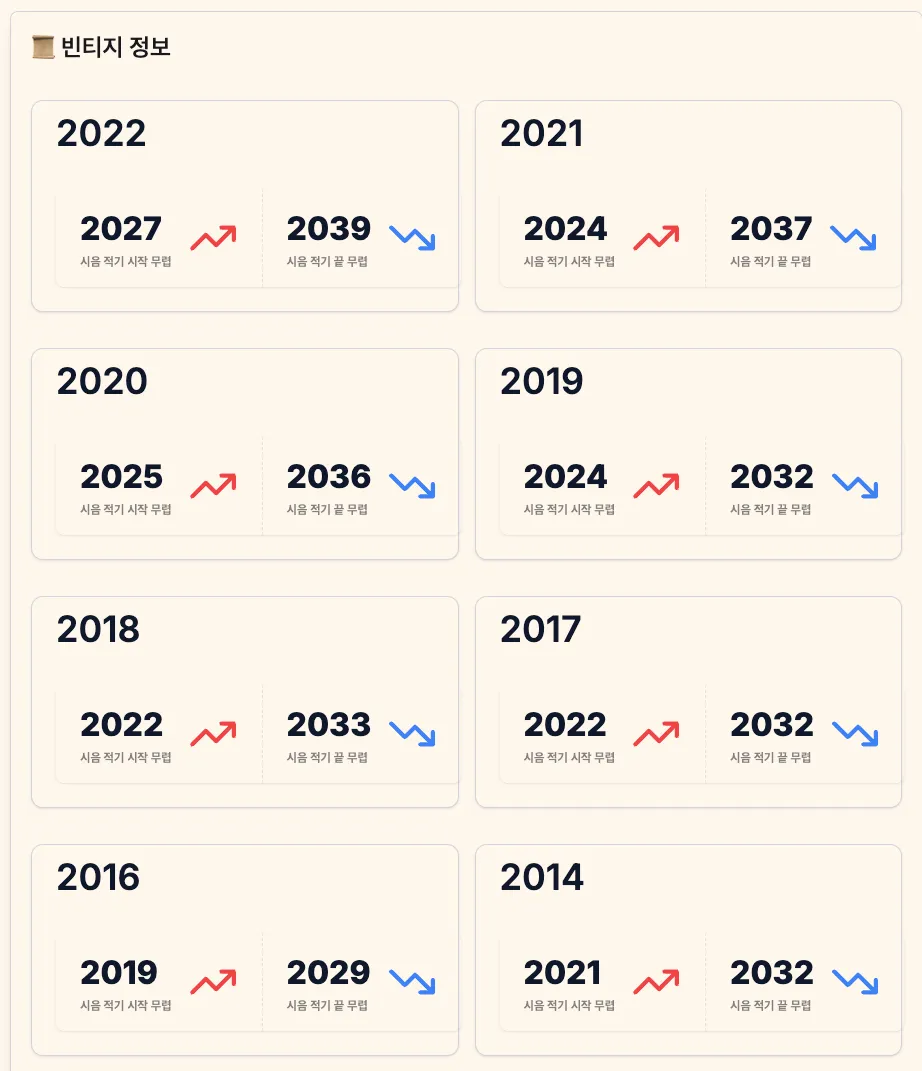 빈티지 정보
2022
2027
시음 적기 시작 무렵
2039
시음 적기 끝 무렵
2021
2024
시음 적기 시작 무렵
2037
시음 적기 끝 무렵
2020
2025
시음 적기 시작 무렵
2036
시음 적기 끝 무렵
2019
2024
시음 적기 시작 무렵
2032
시음 적기 끝 무렵
2018
2022
시음 적기 시작 무렵
2033
시음 적기 끝 무렵
2017
2022
시음 적기 시작 무렵
2032
시음 적기 끝 무렵
2016
2019
시음 적기 시작 무렵
2029
시음 적기 끝 무렵
2014
2021
시음 적기 시작 무렵
2032
시음 적기 끝 무렵